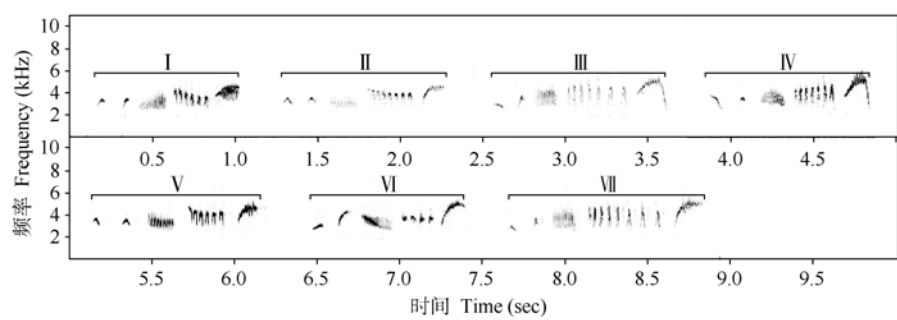 10
8
6
4
2
I II III IV
0.5 1.0 1.5 2.0 2.5 3.0 3.5 4.0 4.5
10
8
6
4
2
V VI VII
5.5 6.0 6.5 7.0 7.5 8.0 8.5 9.0 9.5
频率 Frequency (kHz)
时间 Time (sec)